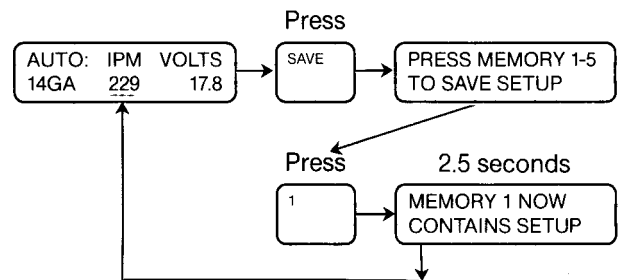 Press
AUTO: IPM VOLTS
14GA 229 17.8
SAVE
PRESS MEMORY 1-5
TO SAVE SETUP
Press
2.5 seconds
1
MEMORY 1 NOW
CONTAINS SETUP